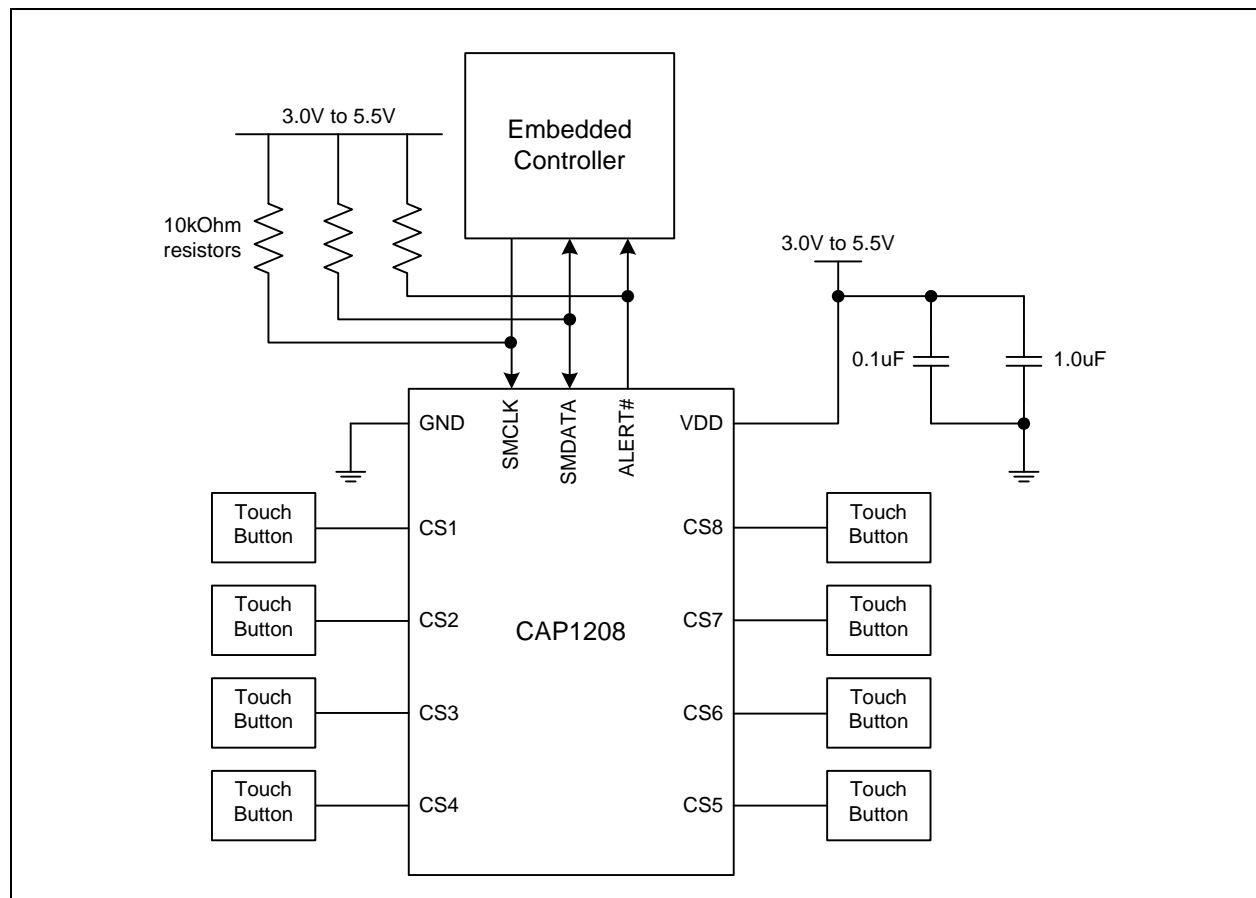 Embedded
Controller
3.0V to 5.5V
10kOhm
resistors
3.0V to 5.5V
0.1uF
1.0uF
GND
SMCLK
SMDATA
ALERT#
VDD
Touch
Button
CS1
CS8
Touch
Button
Touch
Button
CS2
CAP1208
CS7
Touch
Button
Touch
Button
CS3
CS6
Touch
Button
Touch
Button
CS4
CS5
Touch
Button